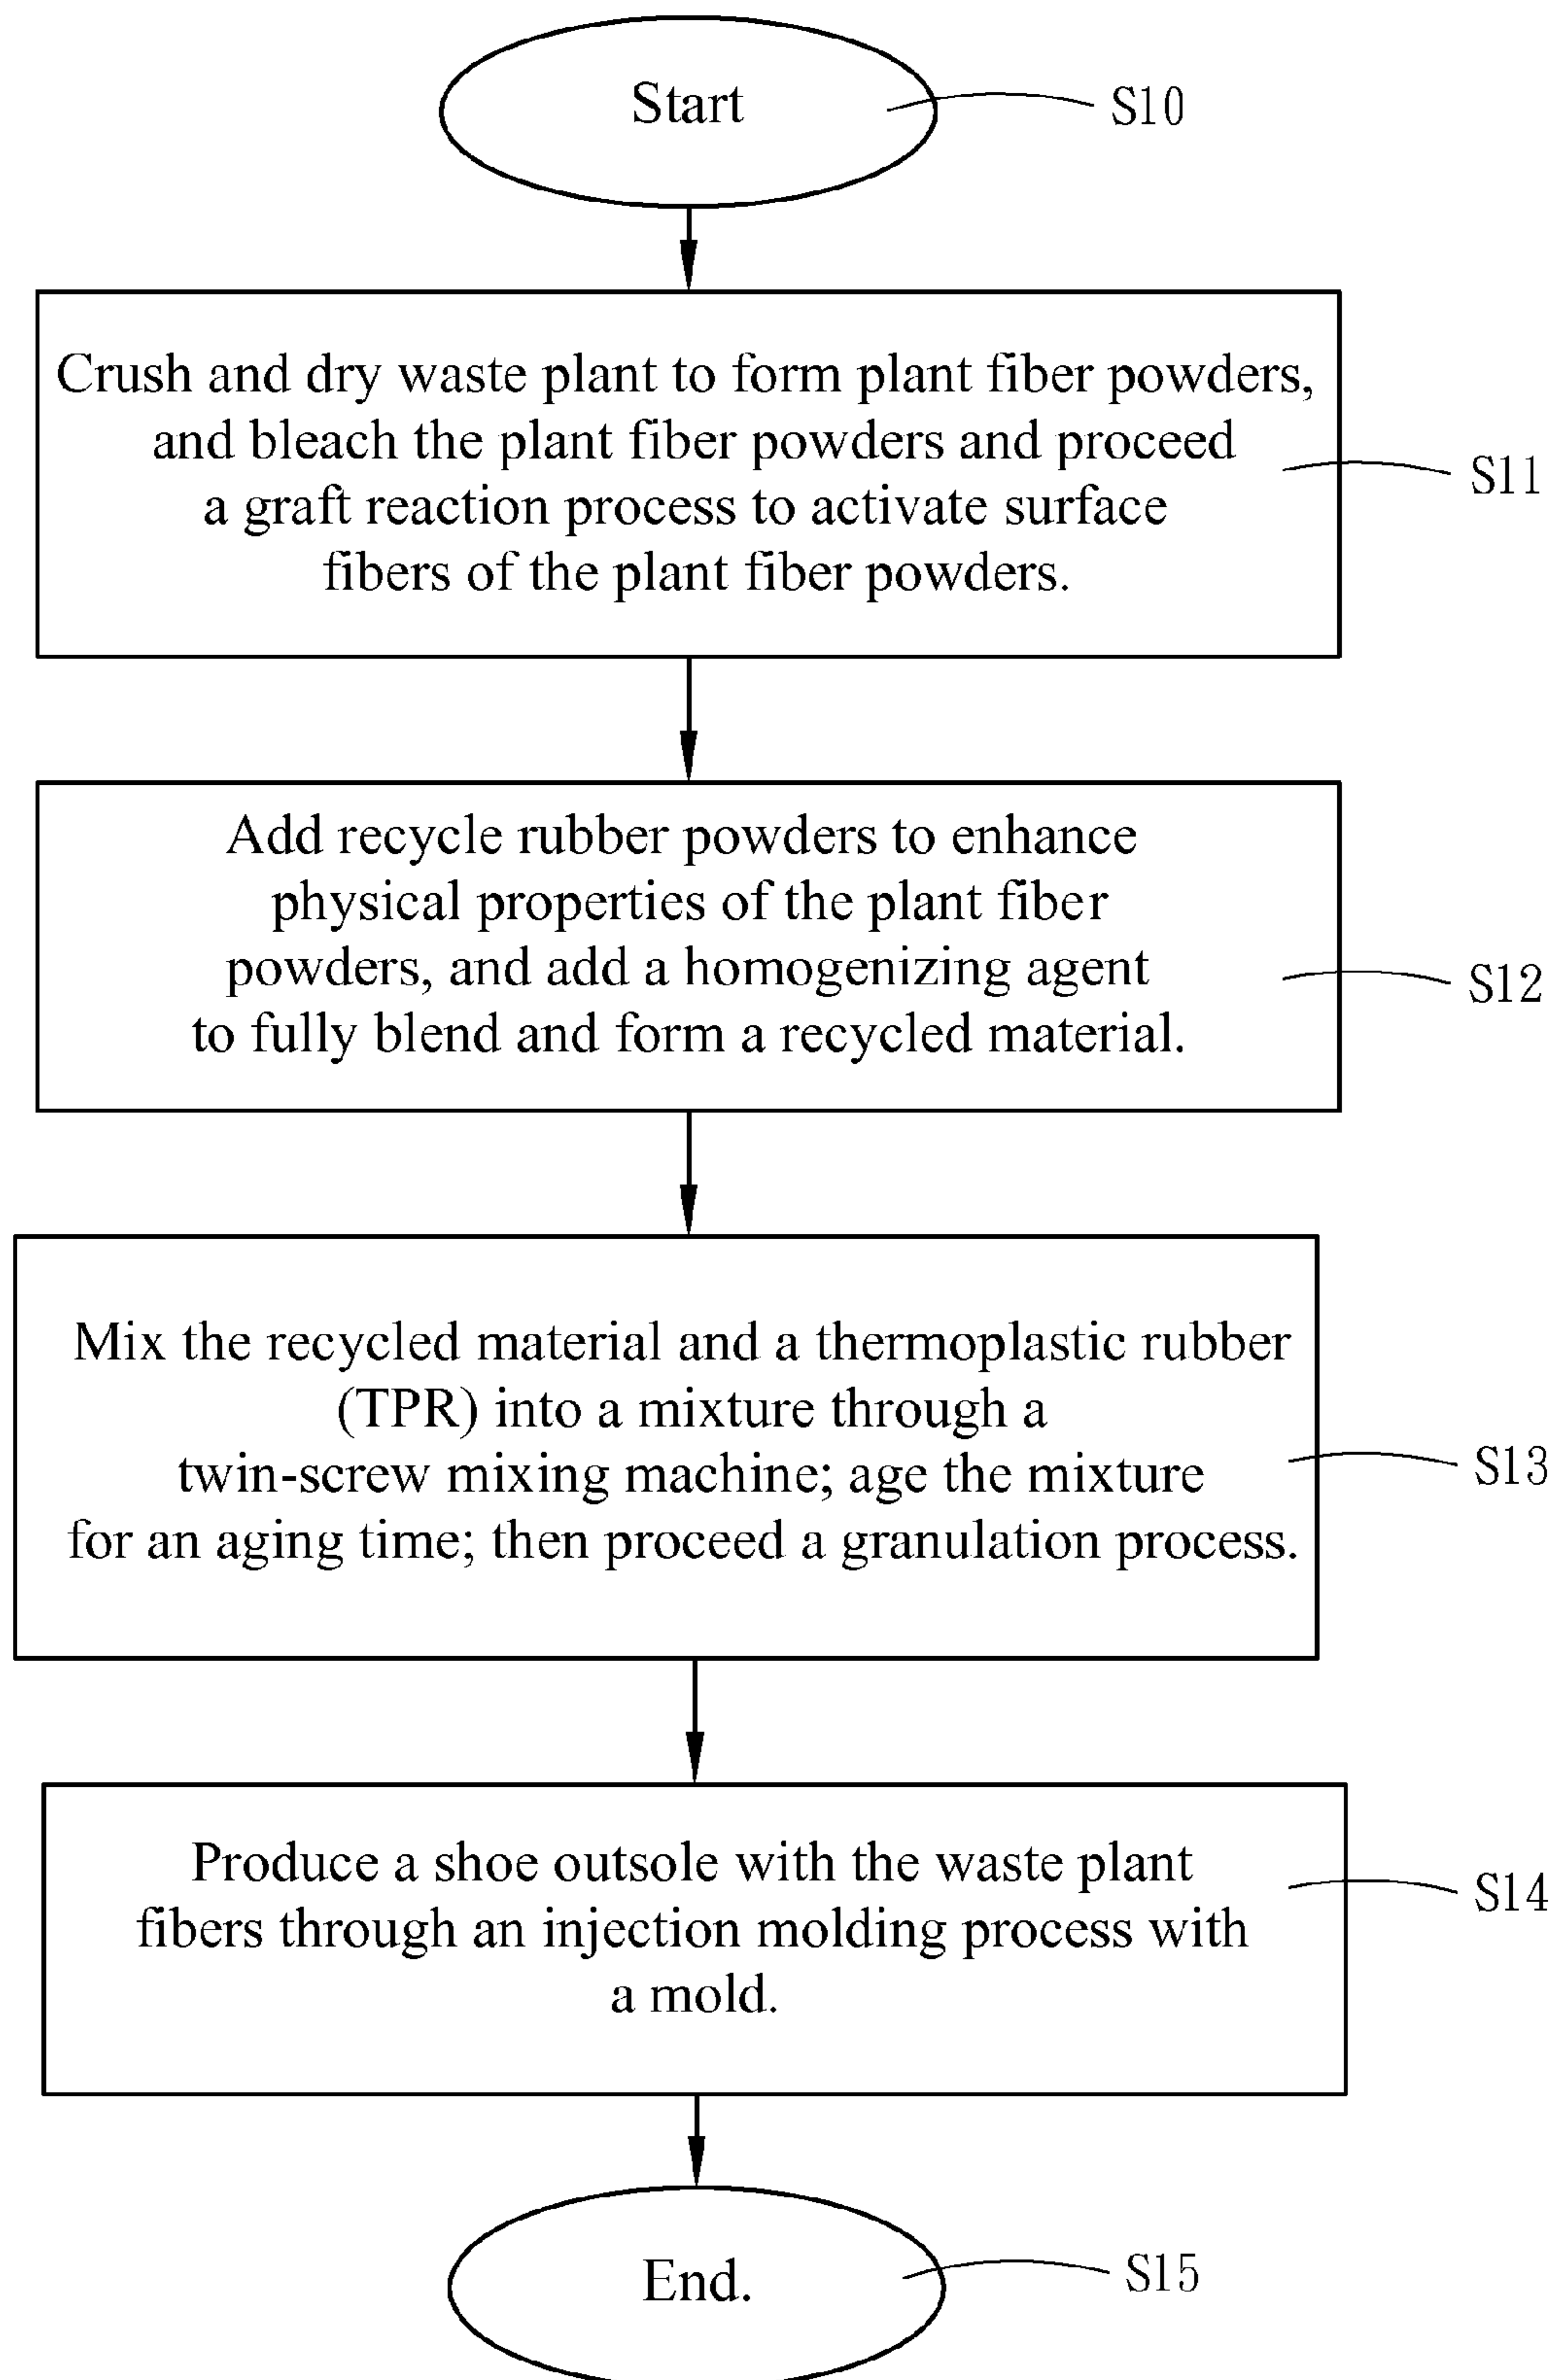 Start
S10
Crush and dry waste plant to form plant fiber powders,
and bleach the plant fiber powders and proceed
a graft reaction process to activate surface
fibers of the plant fiber powders.
S11
Add recycle rubber powders to enhance
physical properties of the plant fiber
powders, and add a homogenizing agent
to fully blend and form a recycled material.
S12
Mix the recycled material and a thermoplastic rubber
(TPR) into a mixture through a
twin-screw mixing machine; age the mixture
for an aging time; then proceed a granulation process.
S13
Produce a shoe outsole with the waste plant
fibers through an injection molding process with
a mold.
S14
End.
S15